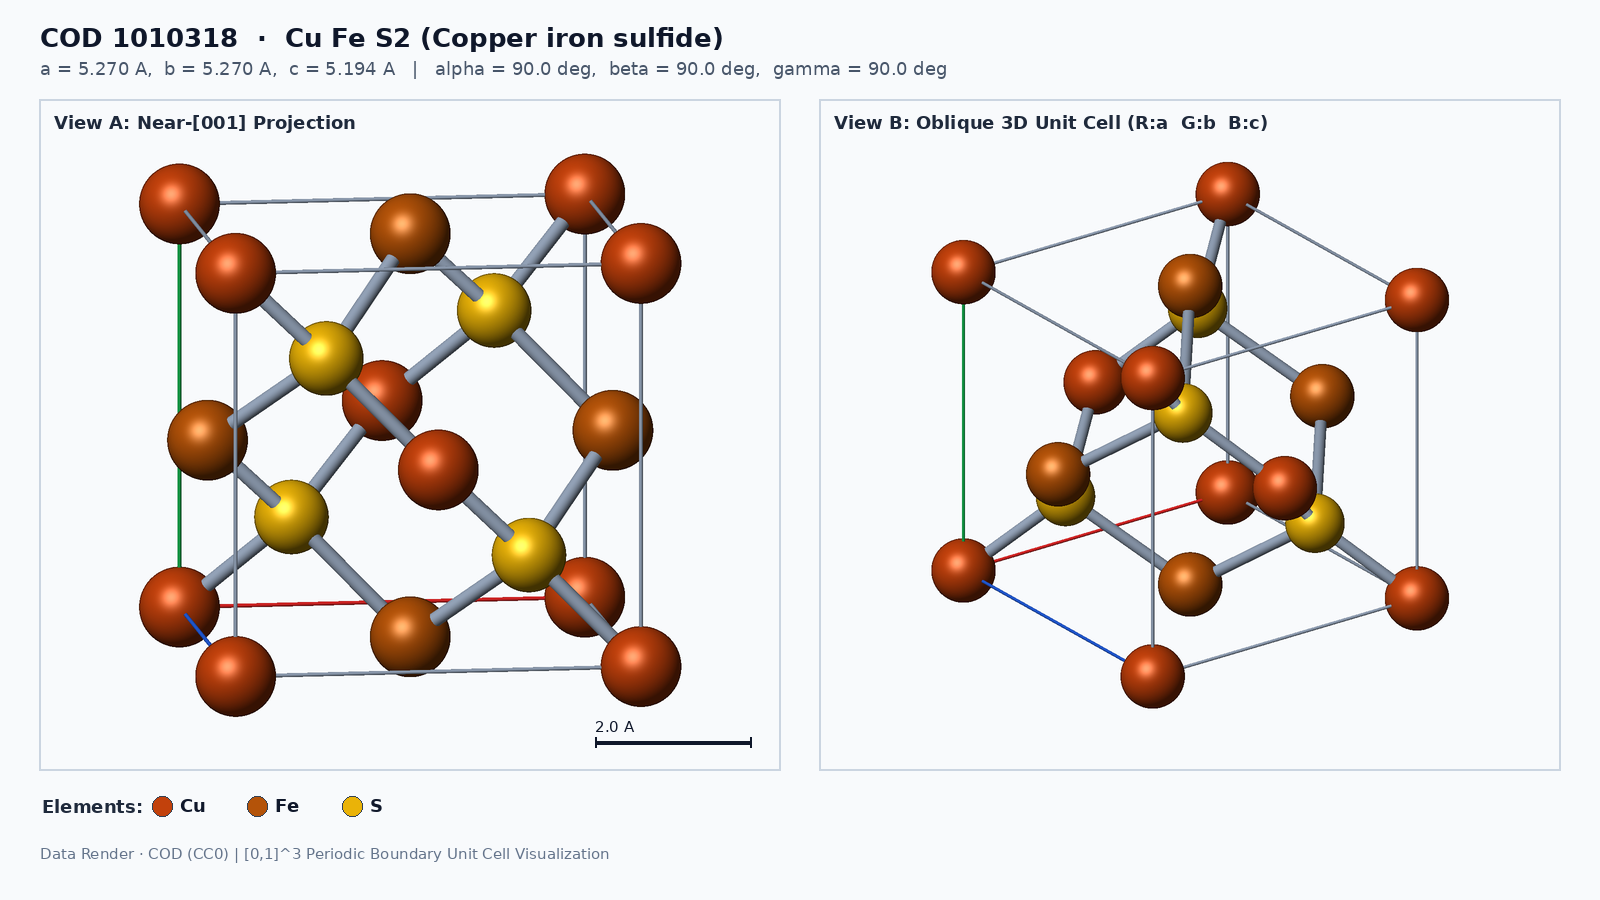 COD 1010318 · Cu Fe S2 (Copper iron sulfide)
a = 5.270 A, b = 5.270 A, c = 5.194 A | alpha = 90.0 deg, beta = 90.0 deg, gamma = 90.0 deg
View A: Near-[001] Projection
View B: Oblique 3D Unit Cell (R:a G:b B:c)
2.0 A
Elements: Cu Fe S
Data Render · COD (CC0) | [0,1]^3 Periodic Boundary Unit Cell Visualization